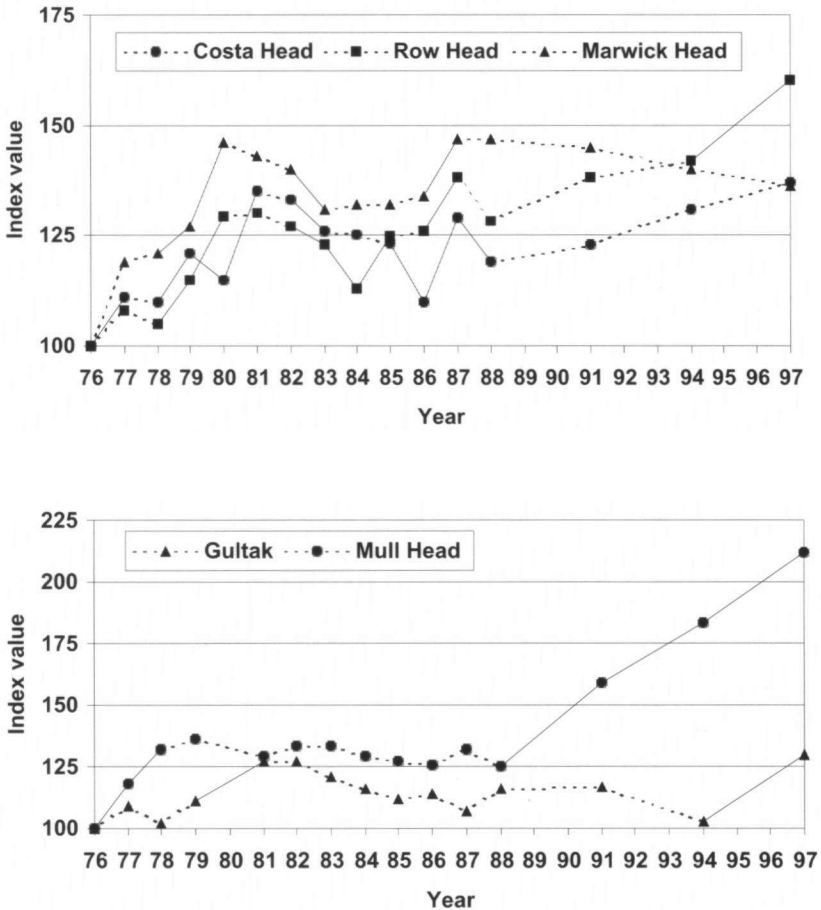 175
Costa Head Row Head Marwick Head
150
Index value
125
100
76 77 78 79 80 81 82 83 84 85 86 87 88 91 92 93 94 95 96 97
Year
225
Gultak Mull Head
200
175
Index value
150
125
100
76 77 78 79 81 82 83 84 85 86 87 88 89 90 91 92 93 94 95 96 97
Year